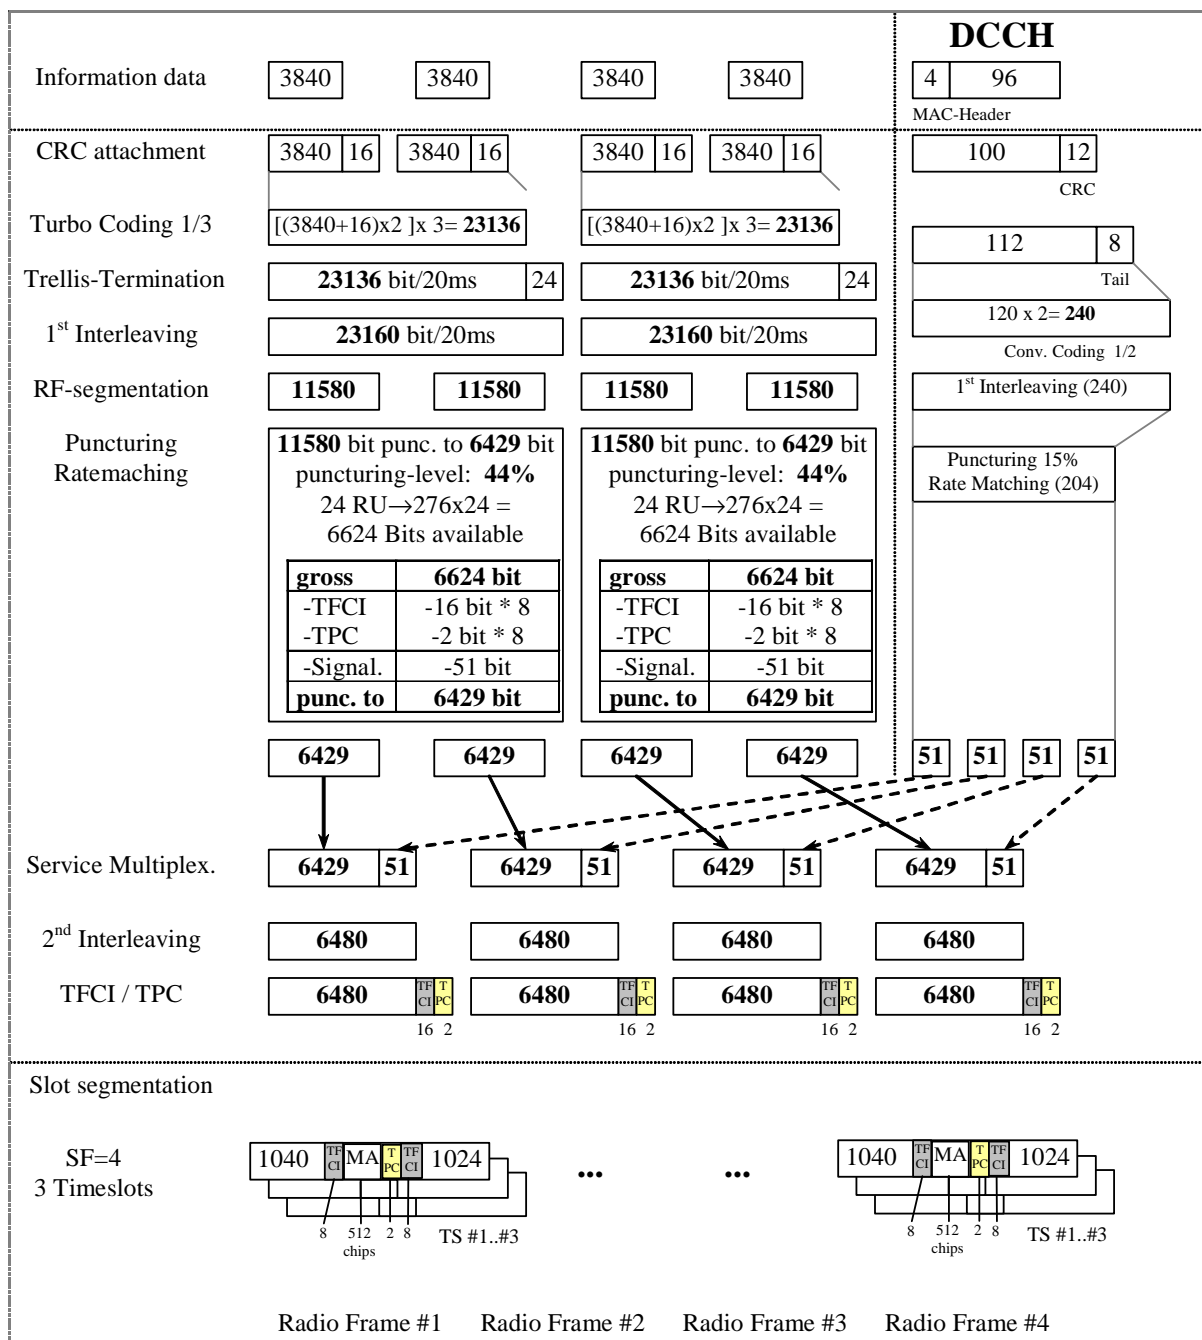 DCCH
Information data 3840 3840 3840 3840 4 96
MAC-Header
CRC attachment 3840 16 3840 16 3840 16 3840 16 100 12
CRC
Turbo Coding 1/3 [(3840+16)x2 ]x 3= 23136 [(3840+16)x2 ]x 3= 23136 112 8
Trellis-Termination 23136 bit/20ms 24 23136 bit/20ms 24 Tail
1st Interleaving 23160 bit/20ms 23160 bit/20ms 120 x 2= 240
Conv. Coding 1/2
RF-segmentation 11580 11580 11580 11580 1st Interleaving (240)
Puncturing
Ratemaching
11580 bit punc. to 6429 bit
puncturing-level: 44%
24 RU→276x24 =
6624 Bits available
gross 6624 bit
-TFCI -16 bit * 8
-TPC -2 bit * 8
-Signal. -51 bit
punc. to 6429 bit
11580 bit punc. to 6429 bit
puncturing-level: 44%
24 RU→276x24 =
6624 Bits available
gross 6624 bit
-TFCI -16 bit * 8
-TPC -2 bit * 8
-Signal. -51 bit
punc. to 6429 bit
Puncturing 15%
Rate Matching (204)
6429 6429 6429 6429 51 51 51 51
Service Multiplex. 6429 51 6429 51 6429 51 6429 51
2nd Interleaving 6480 6480 6480 6480
TFCI / TPC 6480 TF CI T PC 6480 TF CI T PC 6480 TF CI T PC 6480 TF CI T PC
16 2 16 2 16 2 16 2
Slot segmentation
SF=4
3 Timeslots
1040 TF CI MA T PC TF CI 1024 ... ... 1040 TF CI MA T PC TF CI 1024
8 512 2 8 TS #1..#3 8 512 2 8 TS #1..#3
chips chips
Radio Frame #1 Radio Frame #2 Radio Frame #3 Radio Frame #4